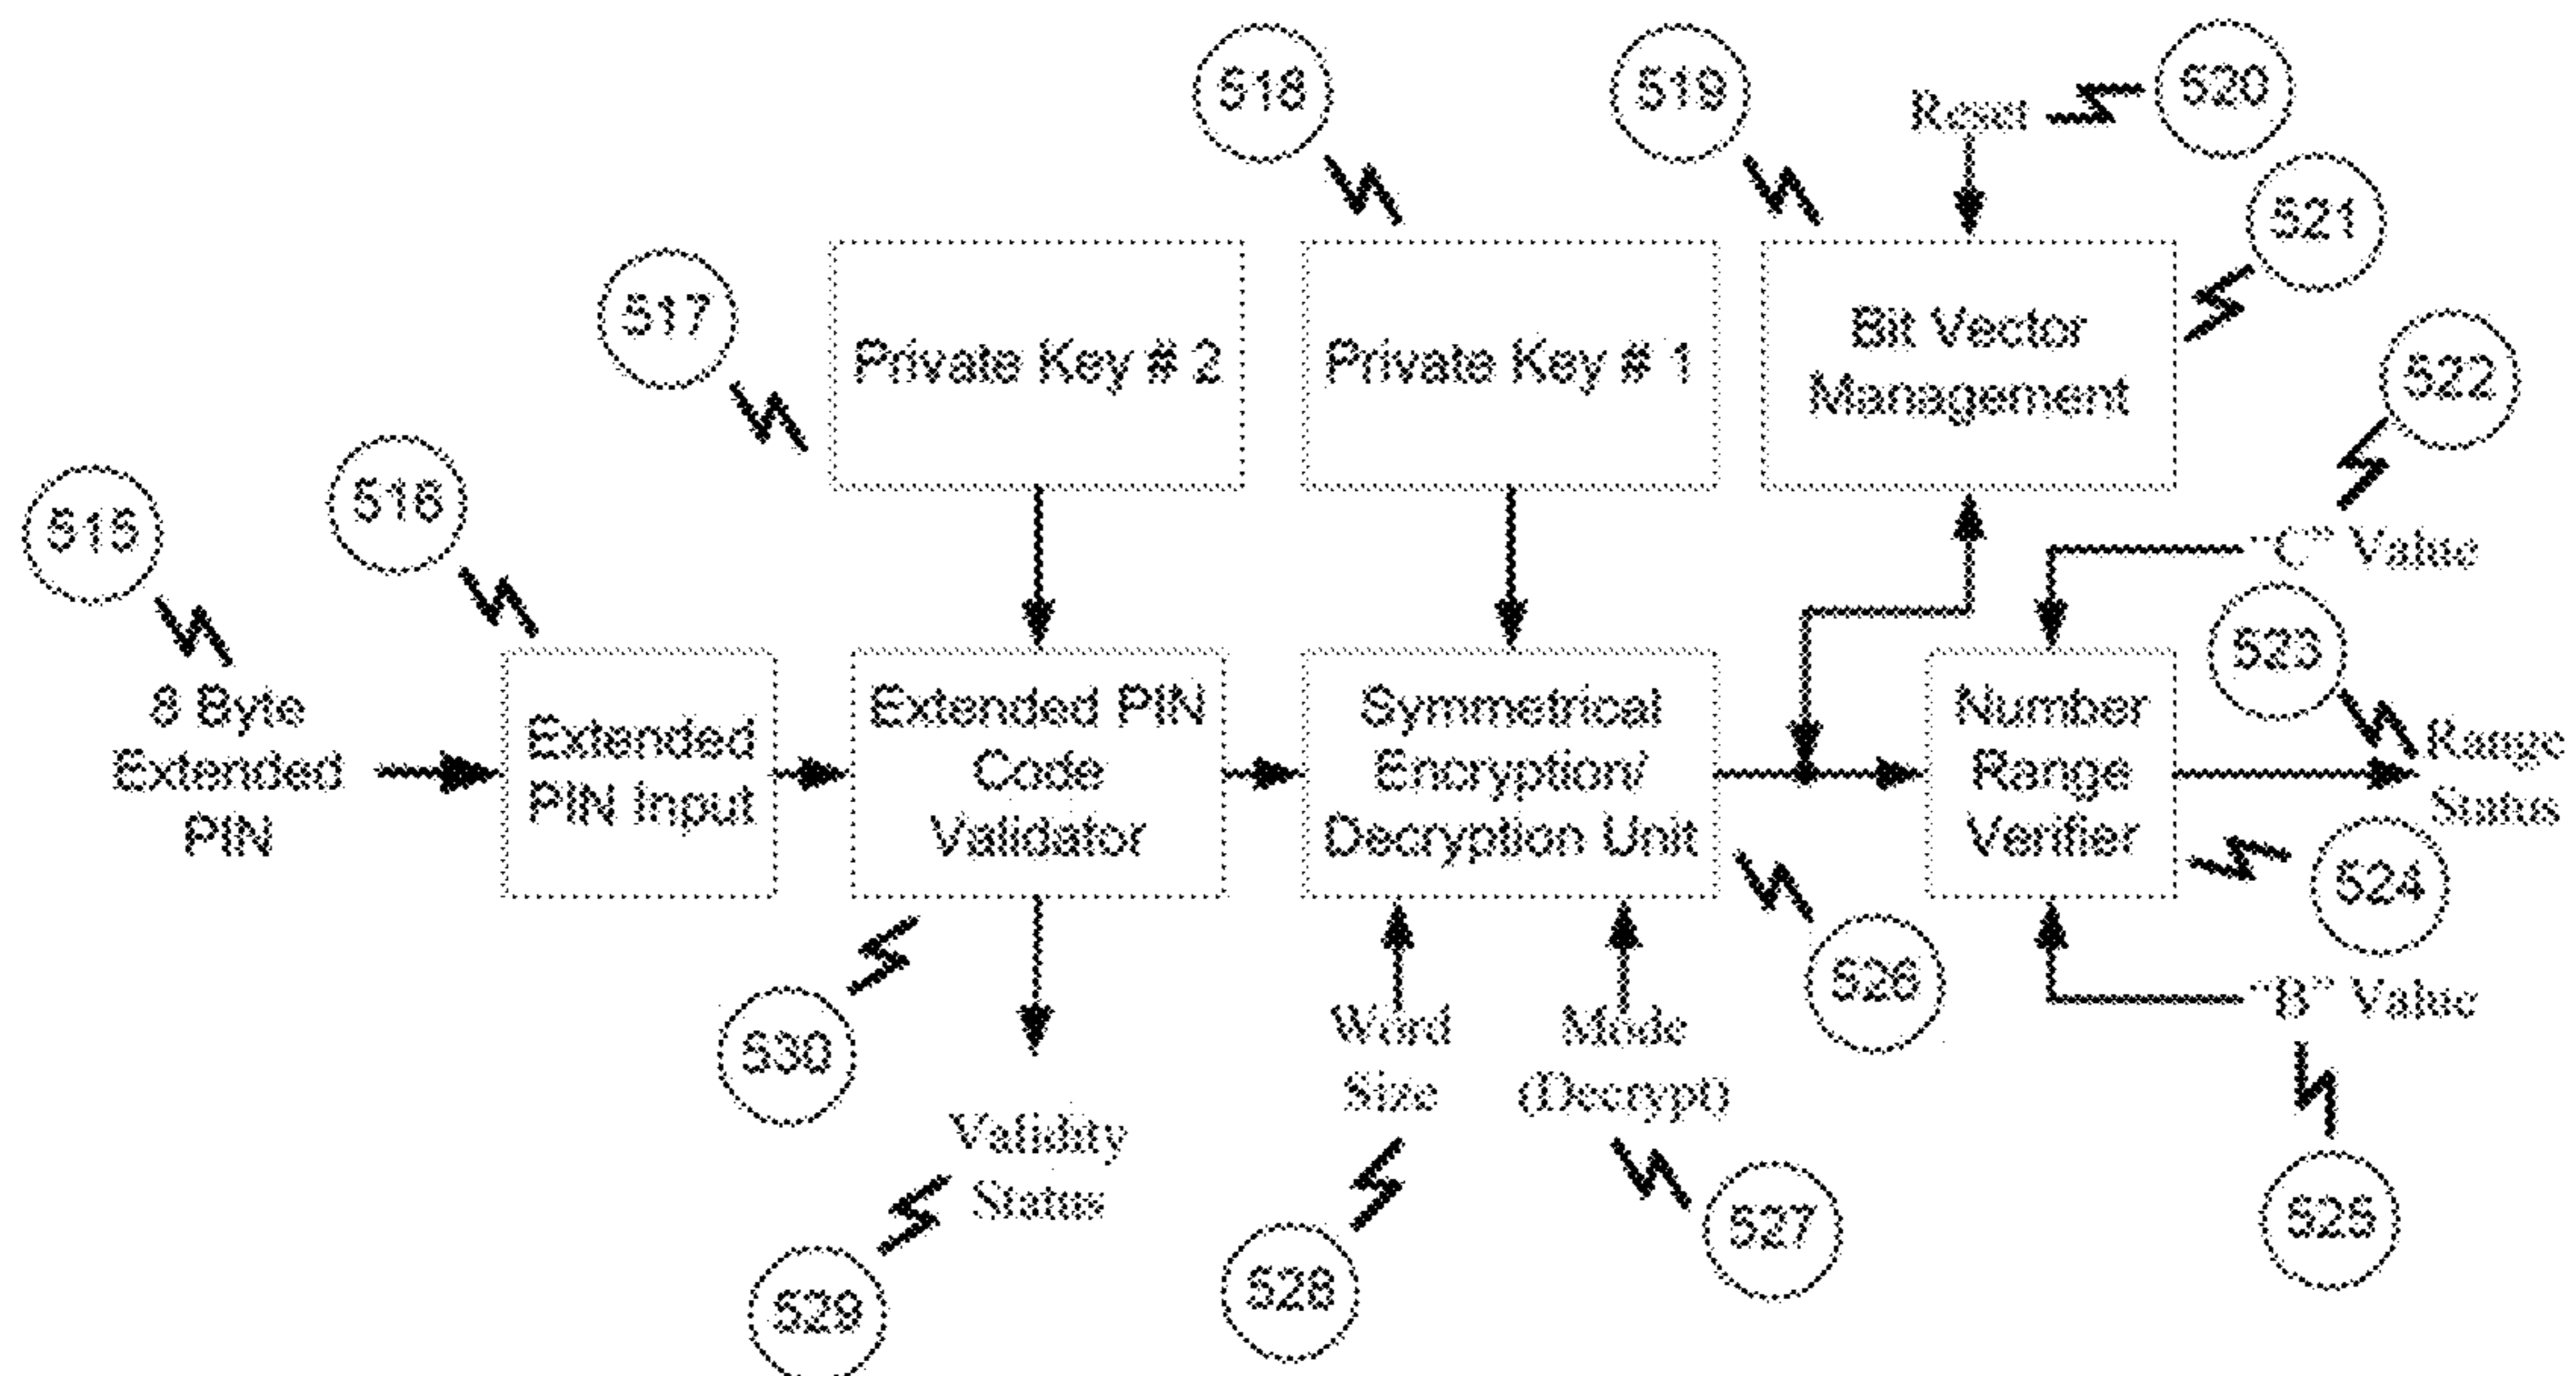 518
519
Reset
520
521
517
Private Key # 2
Private Key # 1
Bit Vector
Management
522
515
516
"C" Value
523
8 Byte
Extended
PIN
Extended
PIN Input
Extended PIN
Code
Validator
Symmetrical
Encryption/
Decryption Unit
Number
Range
Verifier
Range
Status
524
530
526
Word
Size
Mode
(Decrypt)
"B" Value
Validity
Status
529
528
527
525